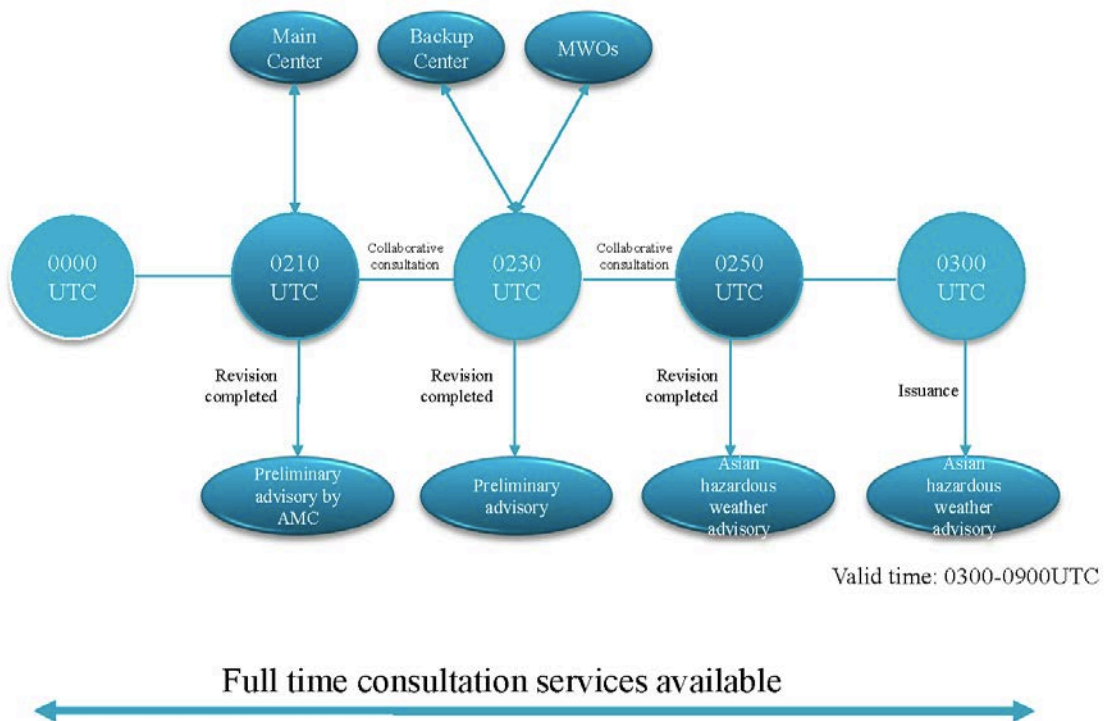 Main
Center
Backup
Center
MWOs
0000
UTC
0210
UTC
Collaborative
consultation
0230
UTC
Collaborative
consultation
0250
UTC
0300
UTC
Revision
completed
Revision
completed
Revision
completed
Issuance
Preliminary
advisory by
AMC
Preliminary
advisory
Asian
hazardous
weather
advisory
Asian
hazardous
weather
advisory
Valid time: 0300-0900UTC
Full time consultation services available